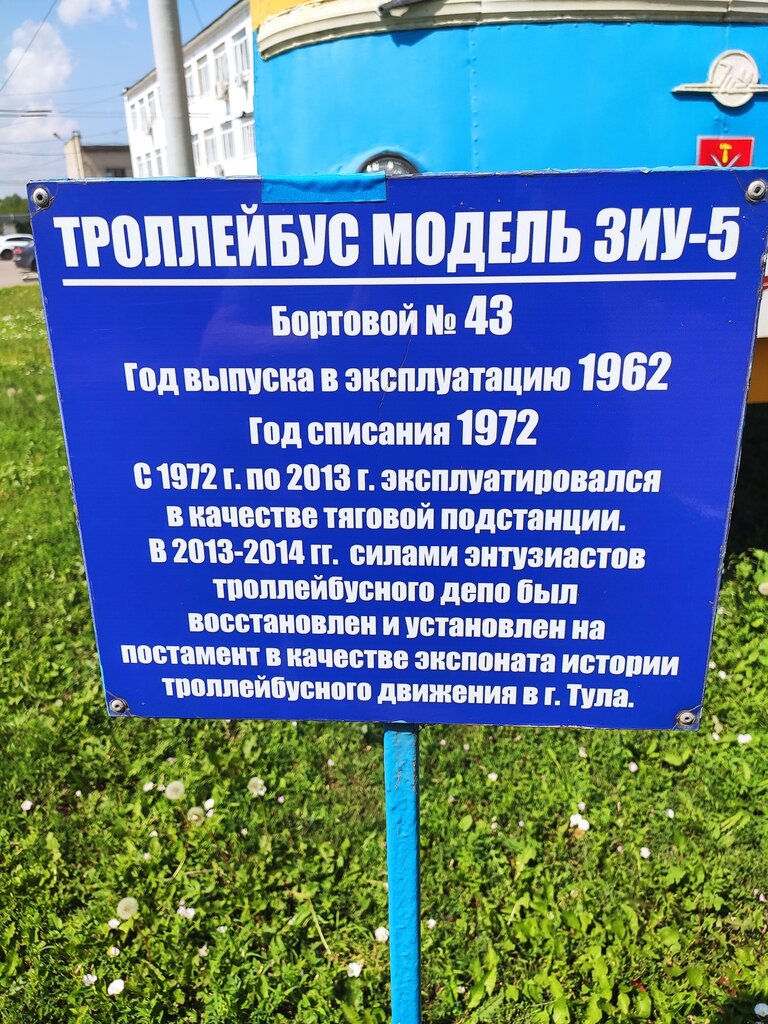 ТРОЛЛЕЙБУС МОДЕЛЬ ЗИУ-5
Бортовой № 43
Год выпуска в эксплуатацию 1962
Год списания 1972
С 1972 г. по 2013 г. эксплуатировался
в качестве тяговой подстанции.
В 2013-2014 гг. силами энтузиастов
троллейбусного депо был
восстановлен и установлен на
постамент в качестве экспоната истории
троллейбусного движения в г. Тула.